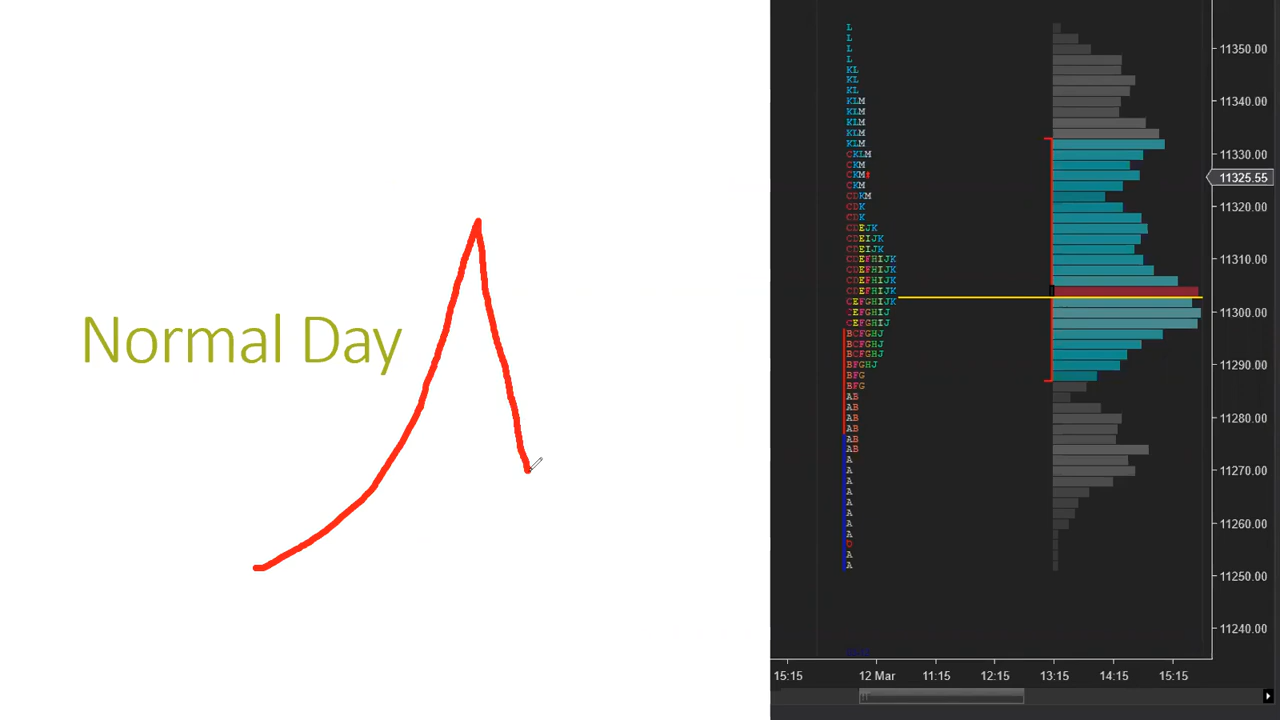 Normal Day
L
L
L
L
KL
KL
KL
KLM
KLM
KLM
KLM
KLM
CKLM
CKM
CKM#
CKM
CDKM
CDK
CDK
CDEJK
CDEIJK
CDEIJK
CDEFHIJK
CDEFHIJK
CDEFHIJK
CDEFHIJK
CEFGHIJK
CEFGHIJ
CEFGHIJ
BCFGHJ
BCFGHJ
BCFGHJ
BFGHJ
BFG
BFG
AB
AB
AB
AB
AB
AB
A
A
A
A
A
A
A
A
O
A
A
11350.00
11340.00
11330.00
11325.55
11320.00
11310.00
11300.00
11290.00
11280.00
11270.00
11260.00
11250.00
11240.00
15:15 12 Mar 11:15 12:15 13:15 14:15 15:15